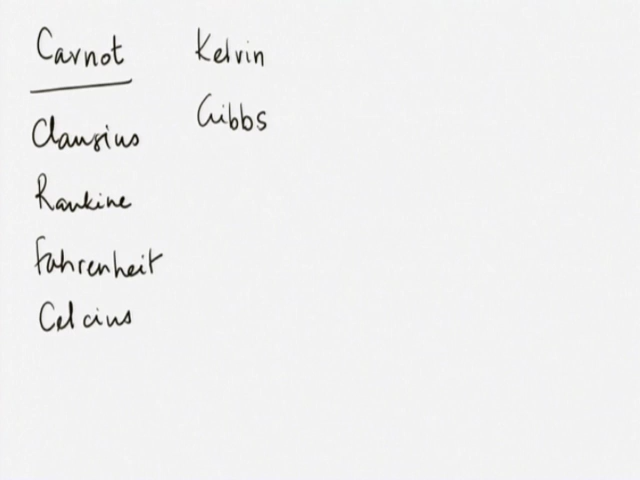 Carnot
Clausius
Rankine
Fahrenheit
Celcius
Kelvin
Gibbs